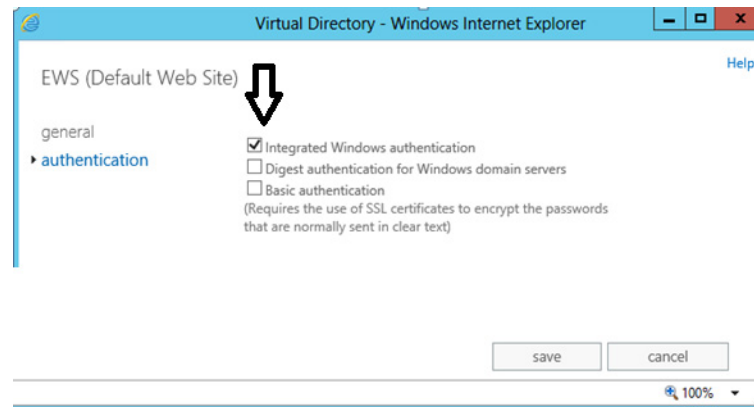 Virtual Directory - Windows Internet Explorer
Help
EWS (Default Web Site)
general
authentication
Integrated Windows authentication
Digest authentication for Windows domain servers
Basic authentication
(Requires the use of SSL certificates to encrypt the passwords
that are normally sent in clear text)
save
cancel
100%